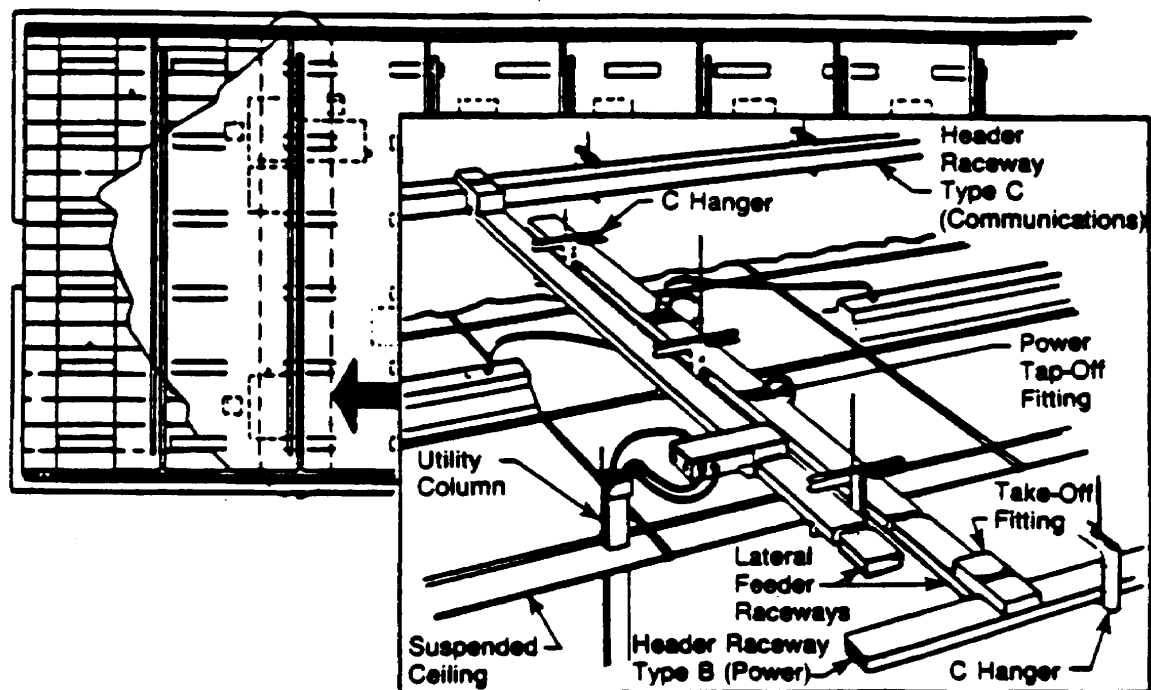 Header
Raceway
Type C
(Communications)
C Hanger
Power
Tap-Off
Fitting
Utility
Column
Take-Off
Fitting
Lateral
Feeder
Raceways
Suspended
Ceiling
Header Raceway
Type B (Power)
C Hanger